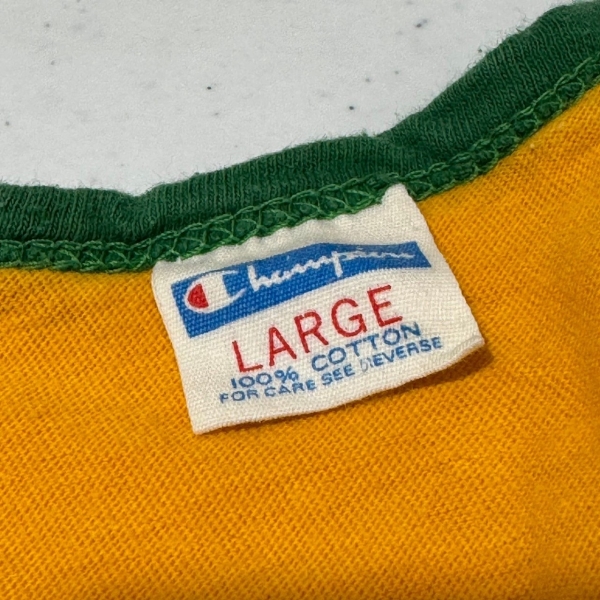 Champion
LARGE
100% COTTON
FOR CARE SEE REVERSE